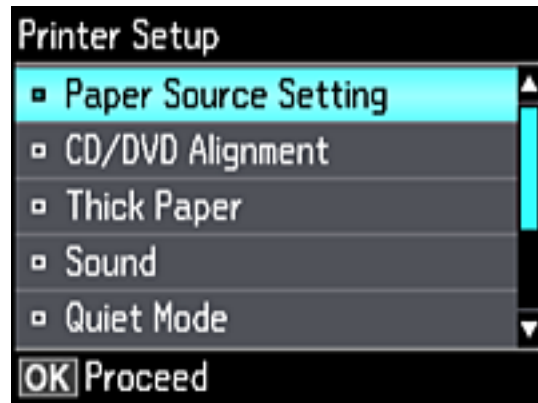 Printer Setup
Paper Source Setting
CD/DVD Alignment
Thick Paper
Sound
Quiet Mode
OK Proceed